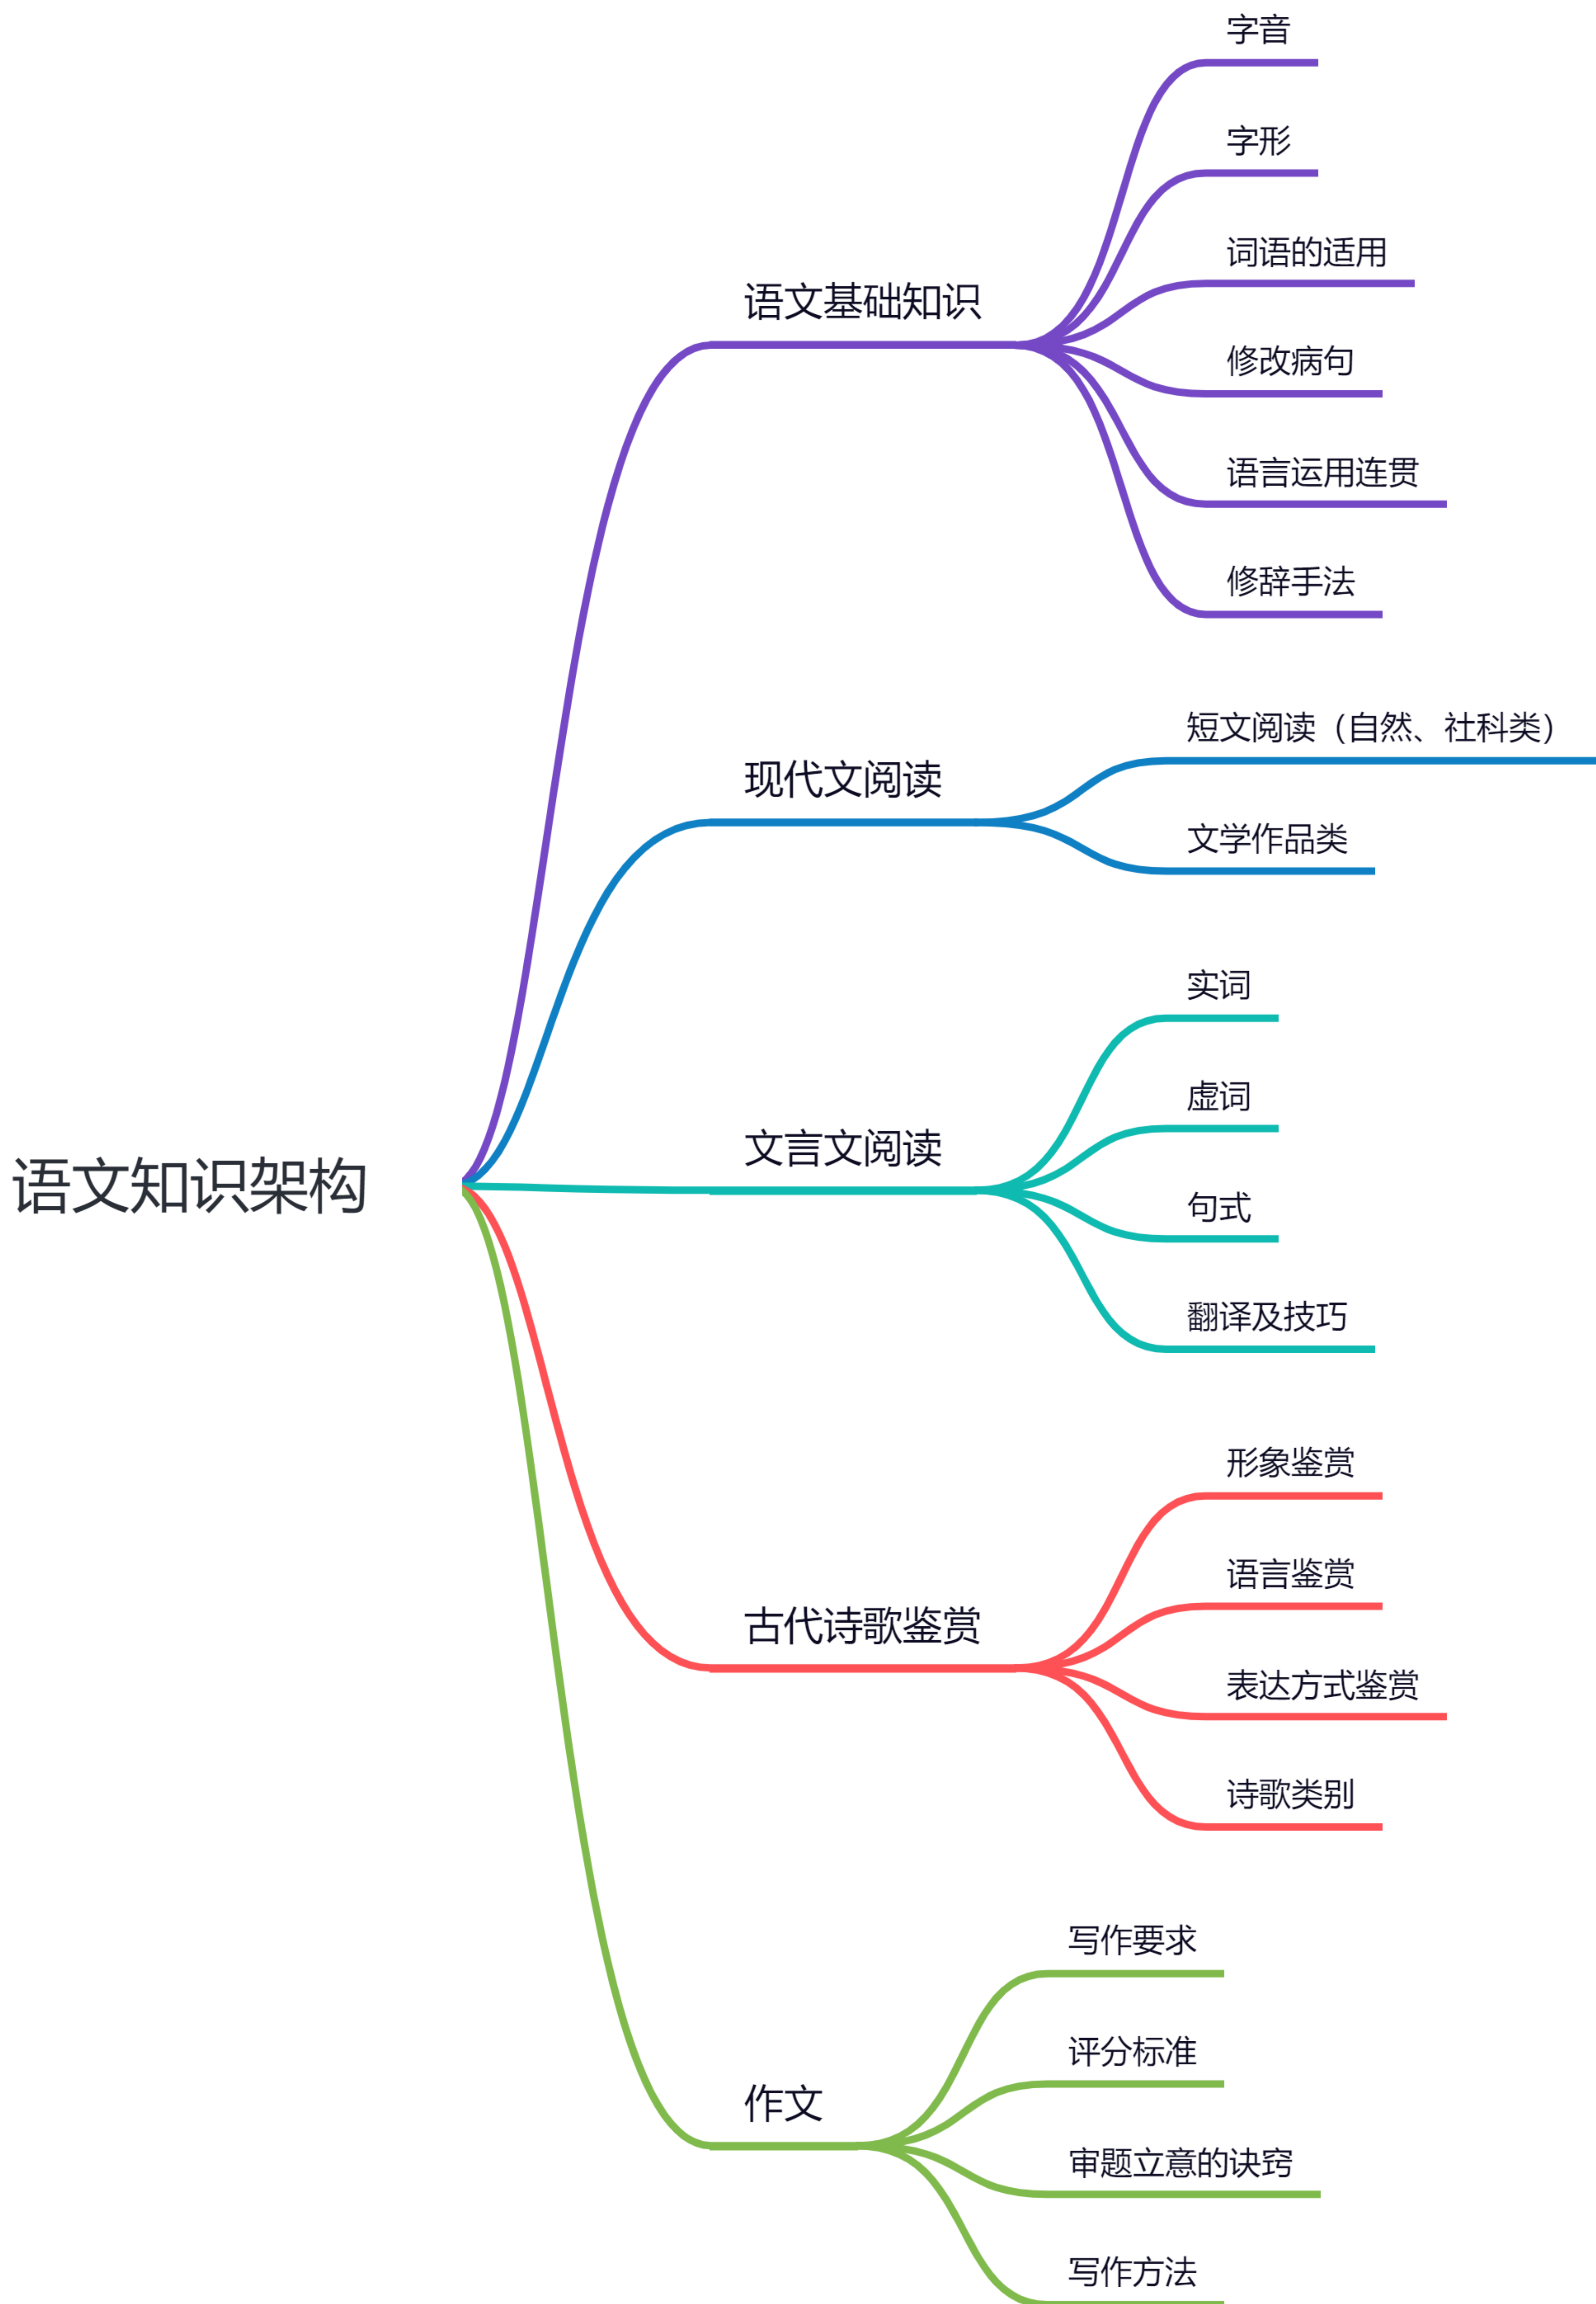 语文知识架构
语文基础知识
字音
字形
词语的适用
修改病句
语言运用连贯
修辞手法
现代文阅读
短文阅读（自然、社科类）
文学作品类
文言文阅读
实词
虚词
句式
翻译及技巧
古代诗歌鉴赏
形象鉴赏
语言鉴赏
表达方式鉴赏
诗歌类别
作文
写作要求
评分标准
审题立意的诀窍
写作方法